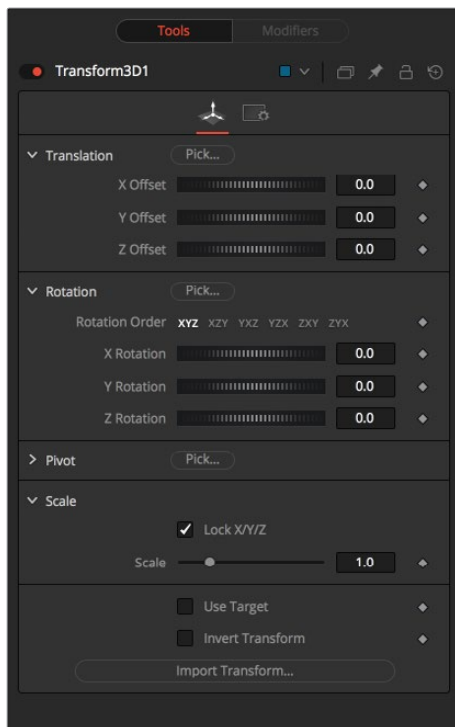 Tools Modifiers
Transform3D1
Translation Pick...
X Offset 0.0
Y Offset 0.0
Z Offset 0.0
Rotation Pick...
Rotation Order XYZ XZY YXZ YZX ZXY ZYX
X Rotation 0.0
Y Rotation 0.0
Z Rotation 0.0
Pivot Pick...
Scale
Lock X/Y/Z
Scale 1.0
Use Target
Invert Transform
Import Transform...